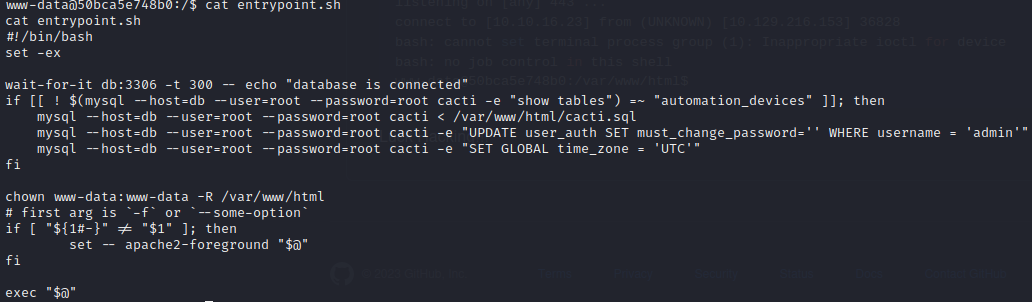 www-data@50bca5e748b0:/$ cat entrypoint.sh
cat entrypoint.sh
#!/bin/bash
set -ex

wait-for-it db:3306 -t 300 -- echo "database is connected"
if [[ ! $(mysql --host=db --user=root --password=root cacti -e "show tables") =~ "automation_devices" ]]; then
    mysql --host=db --user=root --password=root cacti < /var/www/html/cacti.sql
    mysql --host=db --user=root --password=root cacti -e "UPDATE user_auth SET must_change_password='' WHERE username = 'admin'"
    mysql --host=db --user=root --password=root cacti -e "SET GLOBAL time_zone = 'UTC'"
fi

chown www-data:www-data -R /var/www/html
# first arg is `-f` or `--some-option`
if [ "${1#-}" != "$1" ]; then
        set -- apache2-foreground "$@"
fi

exec "$@"